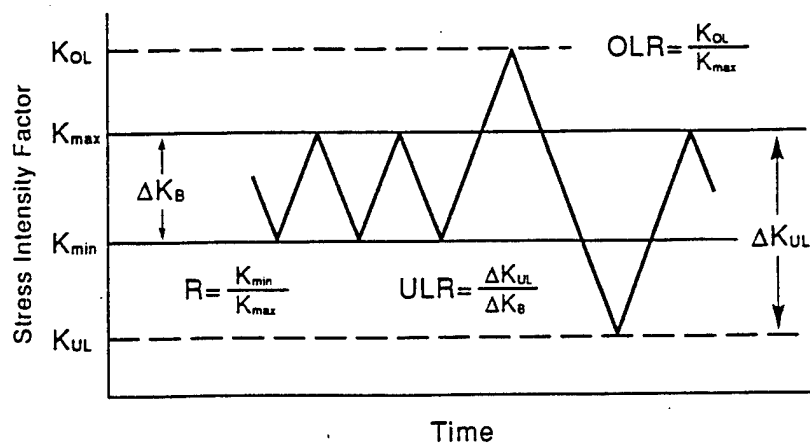 K_OL
OLR= K_OL / K_max
K_max
ΔK_B
K_min
ΔK_UL
R= K_min / K_max
ULR= ΔK_UL / ΔK_B
K_UL
Stress Intensity Factor
Time